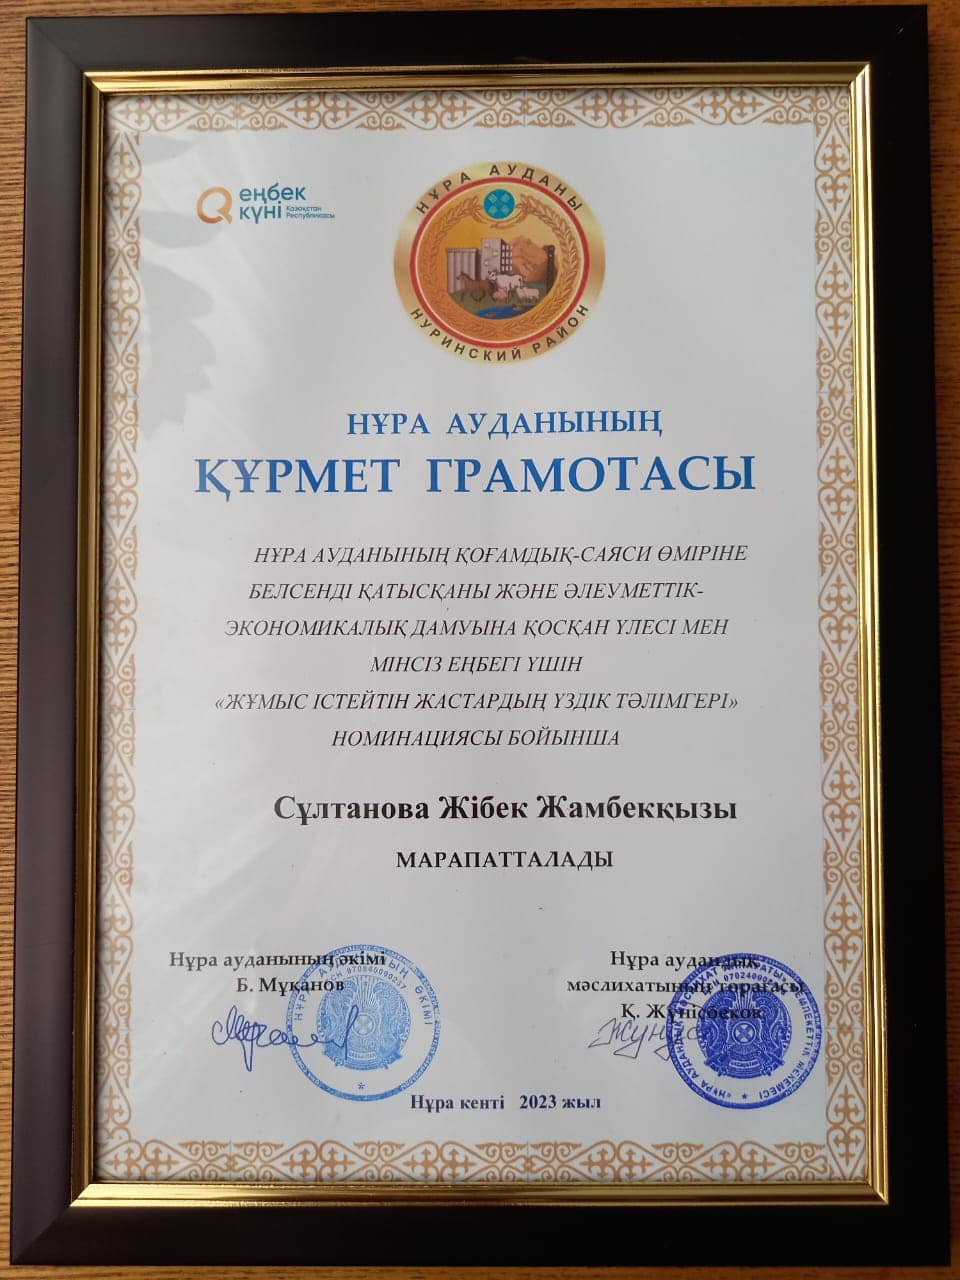 еңбек
күні Қазақстан
Республикасы
НҰРА АУДАНЫ
НУРИНСКИЙ РАЙОН
НҰРА АУДАНЫНЫҢ
ҚҰРМЕТ ГРАМОТАСЫ
НҰРА АУДАНЫНЫҢ ҚОҒАМДЫҚ-САЯСИ ӨМІРІНЕ
БЕЛСЕНДІ ҚАТЫСҚАНЫ ЖӘНЕ ӘЛЕУМЕТТІК-
ЭКОНОМИКАЛЫҚ ДАМУЫНА ҚОСҚАН ҮЛЕСІ МЕН
МІНСІЗ ЕҢБЕГІ ҮШІН
«ЖҰМЫС ІСТЕЙТІН ЖАСТАРДЫҢ ҮЗДІК ТӘЛІМГЕРІ»
НОМИНАЦИЯСЫ БОЙЫНША
Сұлтанова Жібек Жамбекқызы
МАРАПАТТАЛАДЫ
Нұра ауданының әкімі
Б. Мұқанов
Нұра аудандық
мәслихатының төрағасы
Қ. Жүнісбеков
Нұра кенті 2023 жыл